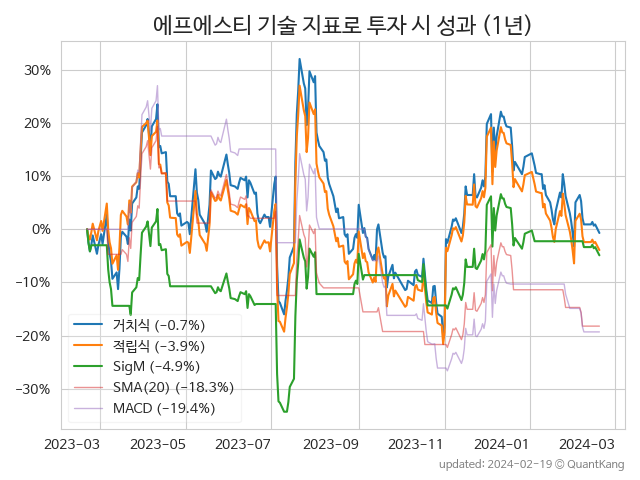 에프에스티 기술 지표로 투자 시 성과 (1년)
30%
20%
10%
0%
−10%
−20%
−30%
거치식 (−0.7%)
적립식 (−3.9%)
SigM (−4.9%)
SMA(20) (−18.3%)
MACD (−19.4%)
2023-03 2023-05 2023-07 2023-09 2023-11 2024-01 2024-03
updated: 2024-02-19 ⓒ QuantKang